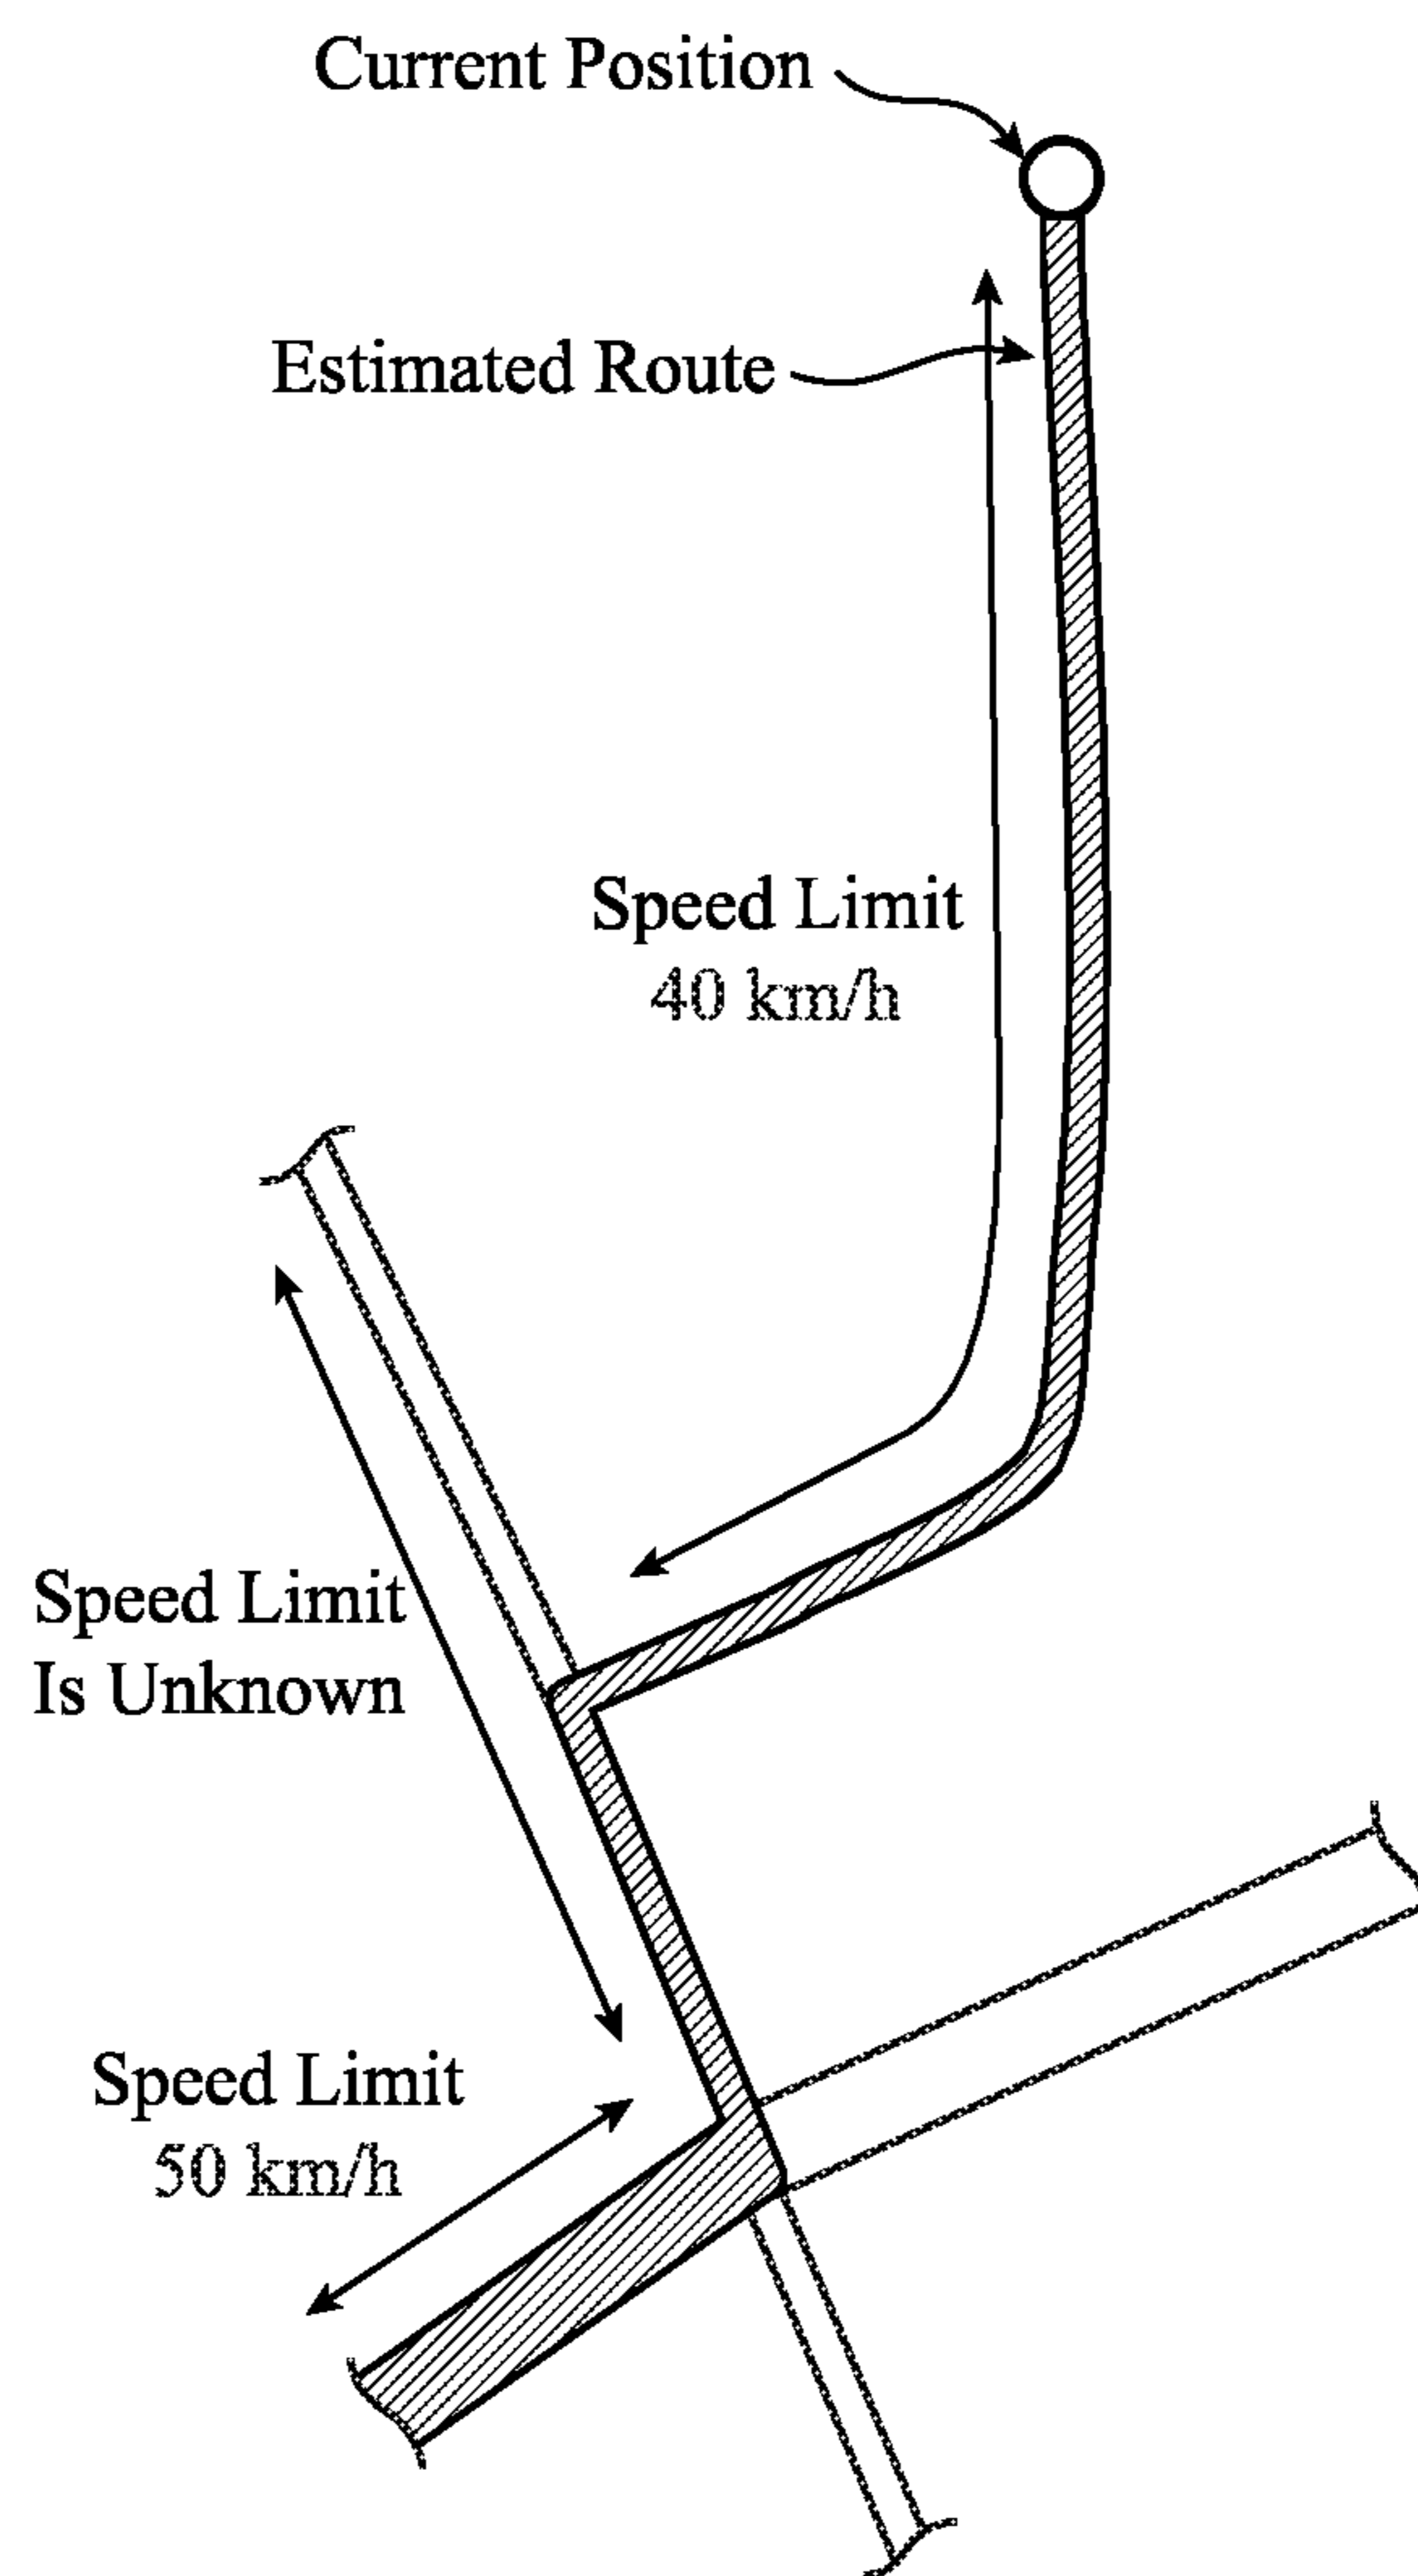 Current Position
Estimated Route
Speed Limit
40 km/h
Speed Limit
Is Unknown
Speed Limit
50 km/h